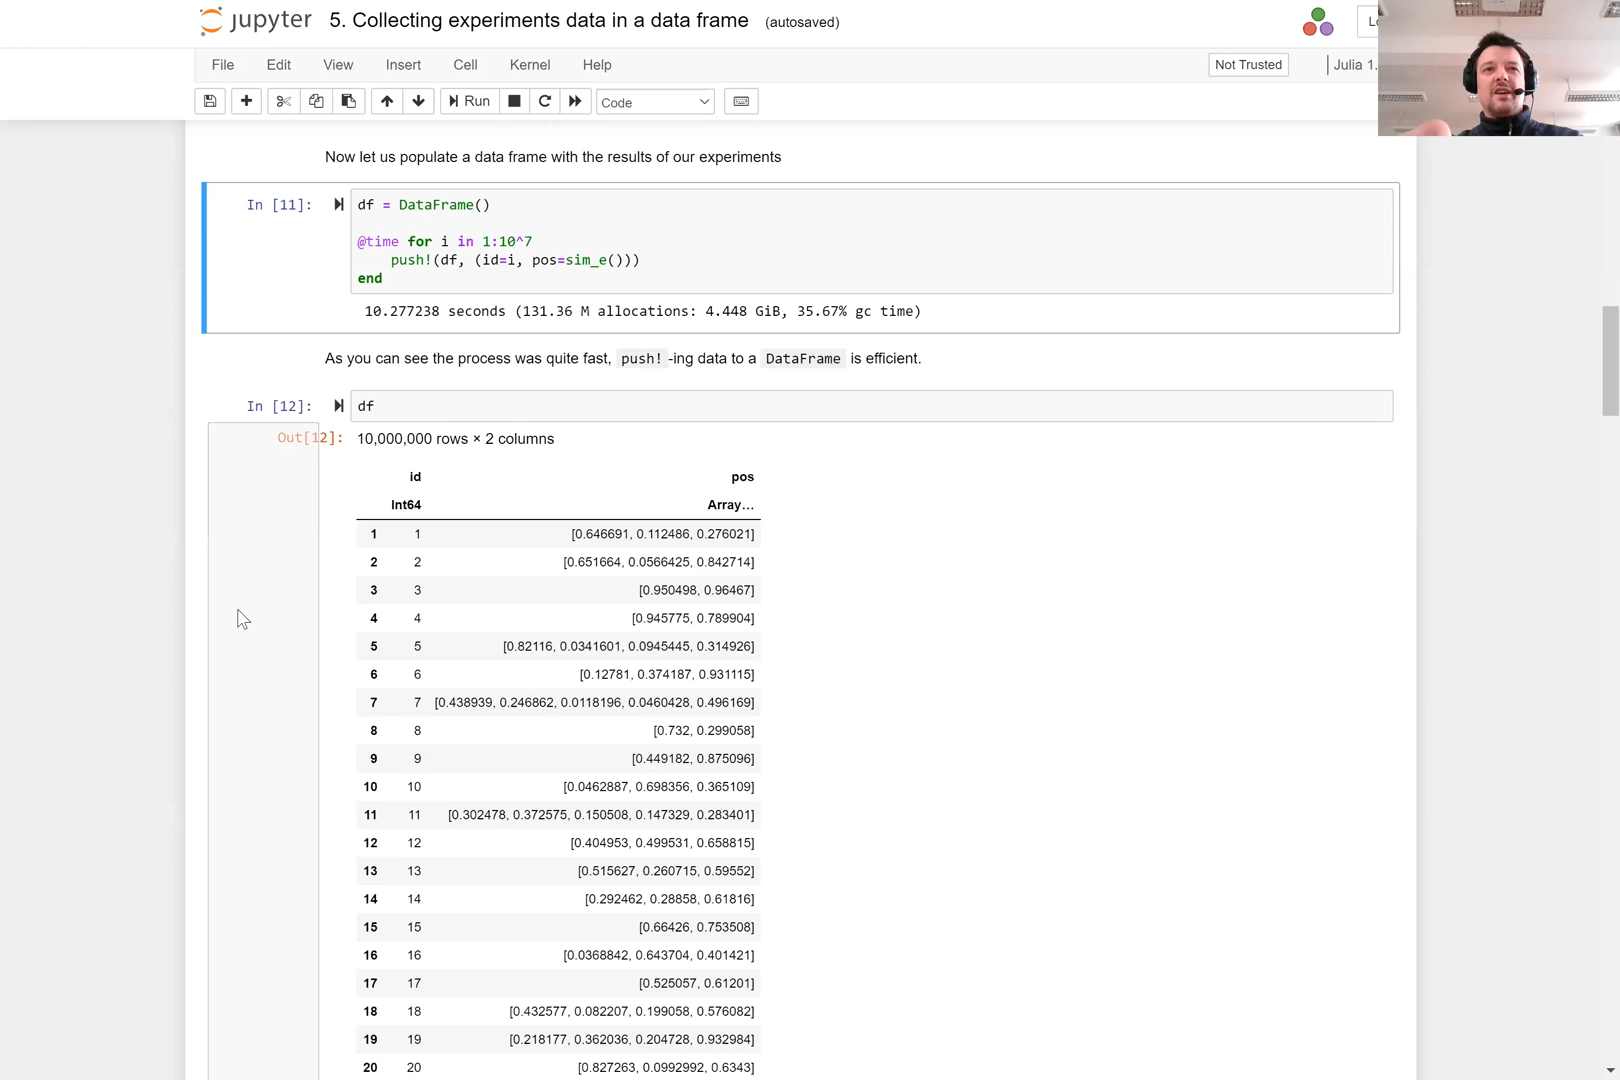 jupyter 5. Collecting experiments data in a data frame (autosaved)
File Edit View Insert Cell Kernel Help Not Trusted Julia 1.
Run Code
Now let us populate a data frame with the results of our experiments
In [11]: df = DataFrame()
@time for i in 1:10^7
push!(df, (id=i, pos=sim_e()))
end
10.277238 seconds (131.36 M allocations: 4.448 GiB, 35.67% gc time)
As you can see the process was quite fast, push! -ing data to a DataFrame is efficient.
In [12]: df
Out[12]: 10,000,000 rows × 2 columns
id pos
Int64 Array…
1 1 [0.646691, 0.112486, 0.276021]
2 2 [0.651664, 0.0566425, 0.842714]
3 3 [0.950498, 0.96467]
4 4 [0.945775, 0.789904]
5 5 [0.82116, 0.0341601, 0.0945445, 0.314926]
6 6 [0.12781, 0.374187, 0.931115]
7 7 [0.438939, 0.246862, 0.0118196, 0.0460428, 0.496169]
8 8 [0.732, 0.299058]
9 9 [0.449182, 0.875096]
10 10 [0.0462887, 0.698356, 0.365109]
11 11 [0.302478, 0.372575, 0.150508, 0.147329, 0.283401]
12 12 [0.404953, 0.499531, 0.658815]
13 13 [0.515627, 0.260715, 0.59552]
14 14 [0.292462, 0.28858, 0.61816]
15 15 [0.66426, 0.753508]
16 16 [0.0368842, 0.643704, 0.401421]
17 17 [0.525057, 0.61201]
18 18 [0.432577, 0.082207, 0.199058, 0.576082]
19 19 [0.218177, 0.362036, 0.204728, 0.932984]
20 20 [0.827263, 0.0992992, 0.6343]